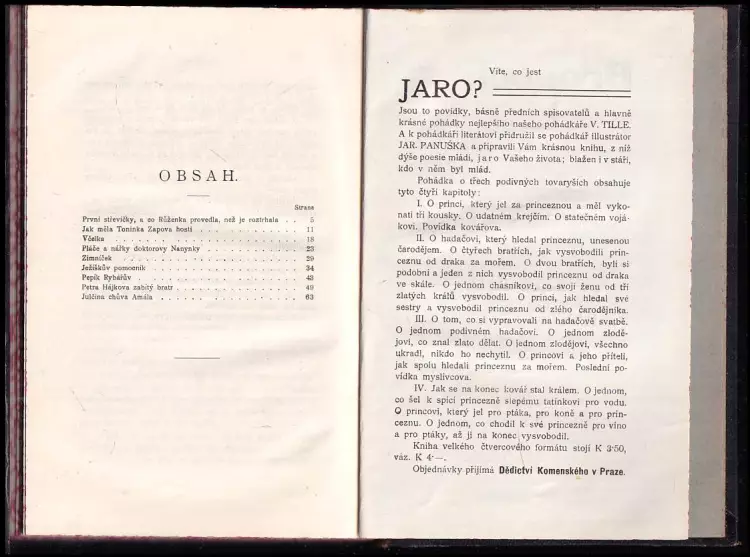 OBSAH.
Strana
První střevíčky, a co Růženka provedla, než je roztrhala . . 5
Jak měla Toninka Zapova hosti . . . . . . . . . . . . 11
Včelka . . . . . . . . . . . . 18
Pláče a nářky doktorovy Nanynky . . . . . . . . . . . . 23
Zimníček . . . . . . . . . . . . 29
Ježíškův pomocník . . . . . . . . . . . . 34
Pepík Rybářův . . . . . . . . . . . . 43
Petra Hějkova zabitý bratr . . . . . . . . . . . . 49
Julčina chůva Amála . . . . . . . . . . . . 63
Víte, co jest
JARO?
Jsou to povídky, básně předních spisovatelů a hlavně
krásné pohádky nejlepšího našeho pohádkáře V. TILLE.
A k pohádkáři literátovi přidružil se pohádkář illustrátor
JAR. PANUŠKA a připravili Vám krásnou knihu, z níž
dýše poesie mládí, jaro Vašeho života; blažen i v stáří,
kdo v něm byl mlád.
Pohádka o třech podivných tovaryších obsahuje
tyto čtyři kapitoly:
I. O princi, který jel za princeznou a měl vyko-
nati tři kousky. O udatném krejčím. O statečném vojá-
kovi. Povídka kovářova.
II. O hadačovi, který hledal princeznu, unesenou
čarodějem. O čtyřech bratřích, jak vysvobodili prin-
ceznu od draka za mořem. O dvou bratřích, byli si
podobni a jeden z nich vysvobodil princeznu od draka
ve skále. O jednom chasníkovi, co svoji ženu od tří
zlatých králů vysvobodil. O princi, jak hledal své
sestry a vysvobodil princeznu od zlého čarodějníka.
III. O tom, co si vypravovali na hadačově svatbě.
O jednom podivném hadačovi. O jednom zlodě-
jovi, co znal zlato dělat. O jednom zlodějovi, všechno
ukradl, nikdo ho nechytil. O princovi a jeho příteli,
jak spolu hledali princeznu za mořem. Poslední po-
vídka myslivcova.
IV. Jak se na konec kovář stal králem. O jednom,
co šel k spící princezně slepému tatínkovi pro vodu.
O princovi, který jel pro ptáka, pro koně a pro prin-
ceznu. O jednom, co chodil k své princezně pro víno
a pro ptáky, až ji na konec vysvobodil.
Kniha velkého čtvercového formátu stojí K 3·50,
váz. K 4·—.
Objednávky přijímá Dědictví Komenského v Praze.